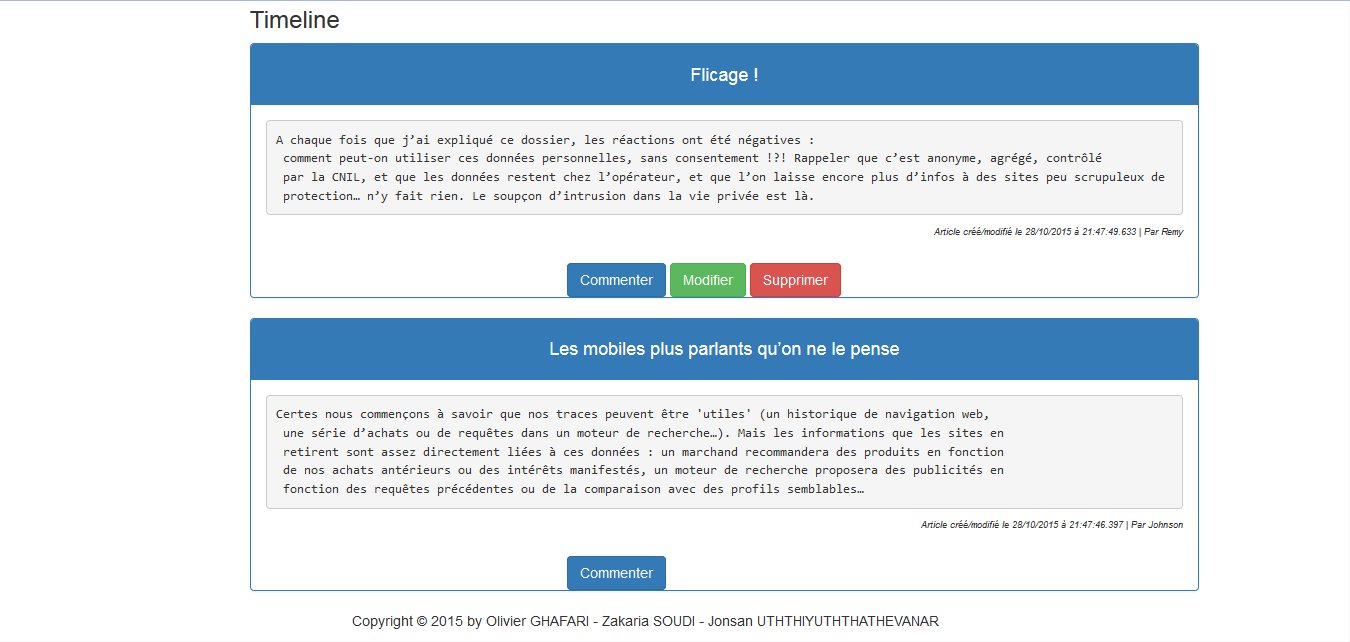 Timeline
Flicage !
A chaque fois que j’ai expliqué ce dossier, les réactions ont été négatives :
comment peut-on utiliser ces données personnelles, sans consentement !?! Rappeler que c’est anonyme, agrégé, contrôlé
par la CNIL, et que les données restent chez l’opérateur, et que l’on laisse encore plus d’infos à des sites peu scrupuleux de
protection… n’y fait rien. Le soupçon d’intrusion dans la vie privée est là.
Article créé/modifié le 28/10/2015 à 21:47:49.633 | Par Remy
Commenter Modifier Supprimer
Les mobiles plus parlants qu’on ne le pense
Certes nous commençons à savoir que nos traces peuvent être 'utiles' (un historique de navigation web,
une série d’achats ou de requêtes dans un moteur de recherche…). Mais les informations que les sites en
retirent sont assez directement liées à ces données : un marchand recommandera des produits en fonction
de nos achats antérieurs ou des intérêts manifestés, un moteur de recherche proposera des publicités en
fonction des requêtes précédentes ou de la comparaison avec des profils semblables…
Article créé/modifié le 28/10/2015 à 21:47:46.397 | Par Johnson
Commenter
Copyright © 2015 by Olivier GHAFARI - Zakaria SOUDI - Jonsan UTHTHIYUTHTHATHEVANAR